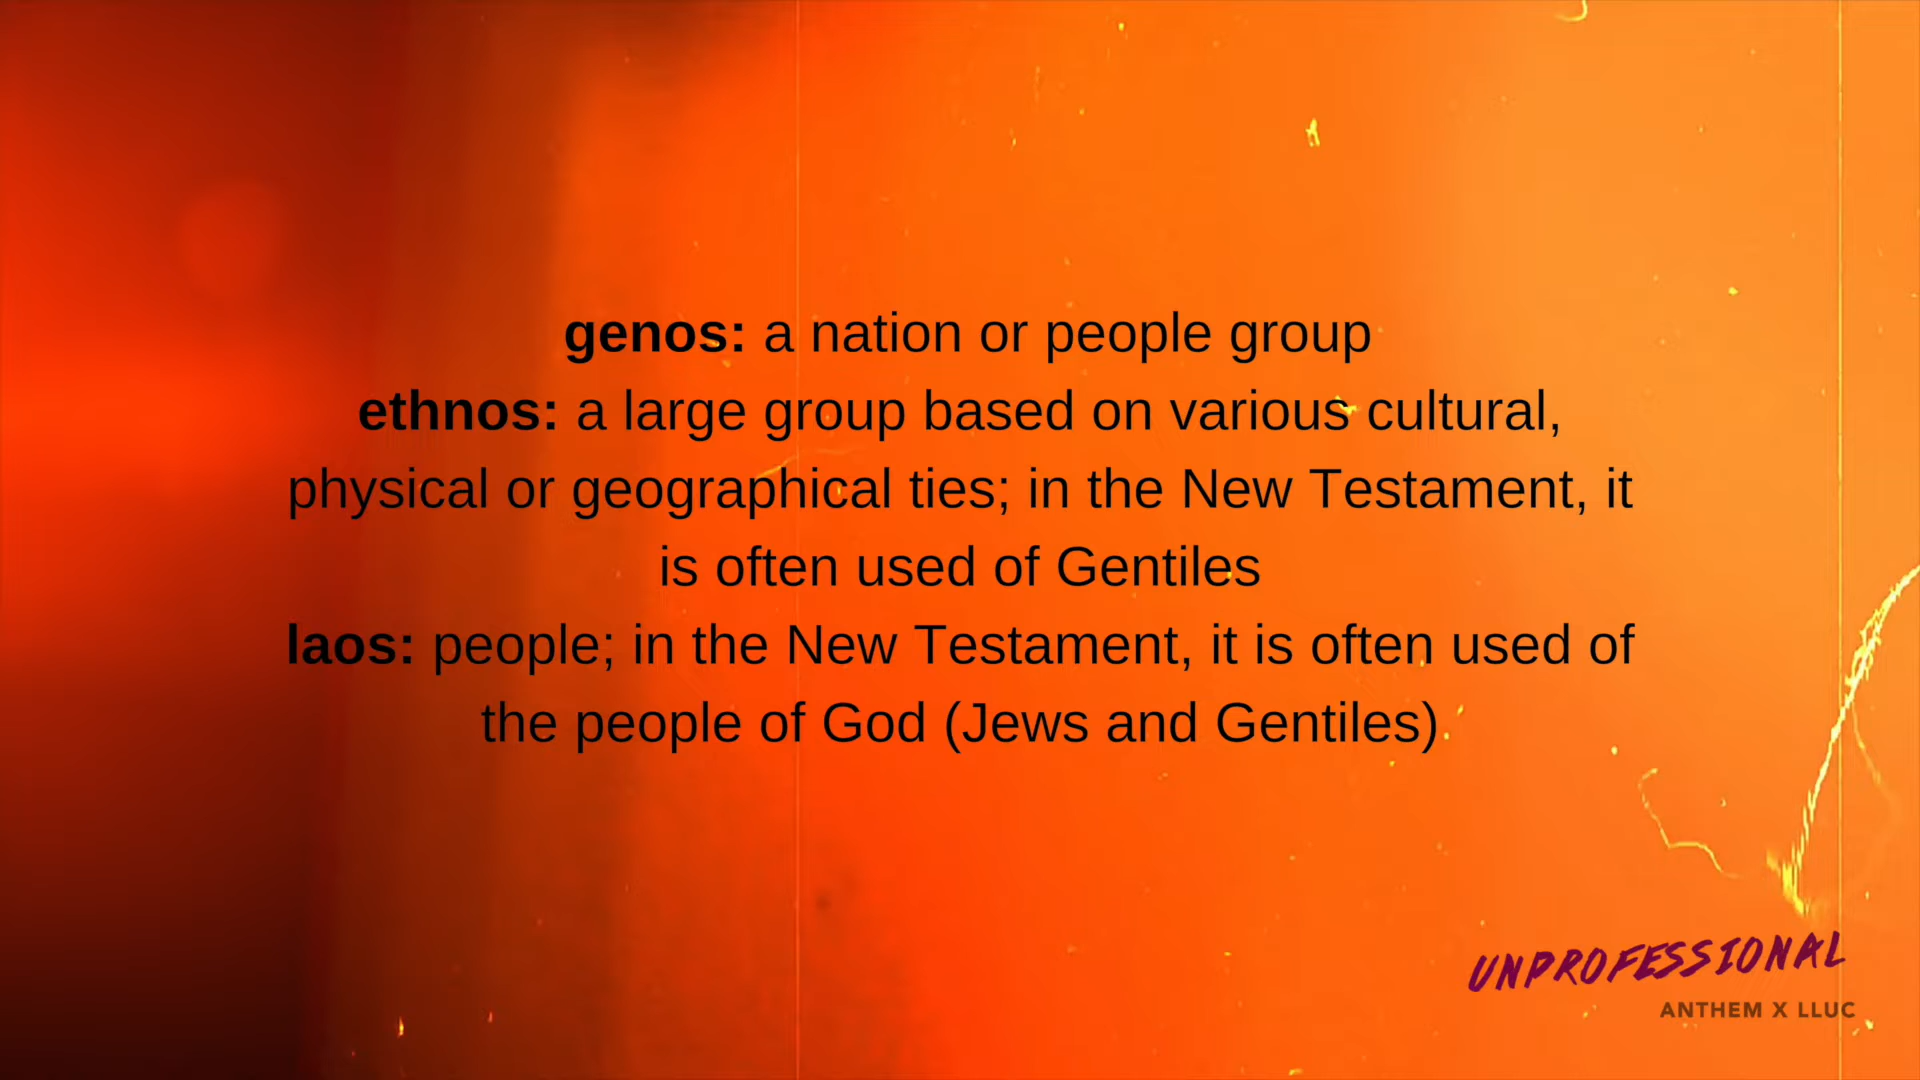 genos: a nation or people group
ethnos: a large group based on various cultural,
physical or geographical ties; in the New Testament, it
is often used of Gentiles
laos: people; in the New Testament, it is often used of
the people of God (Jews and Gentiles)
UNPROFESSIONAL
ANTHEM X LLUC